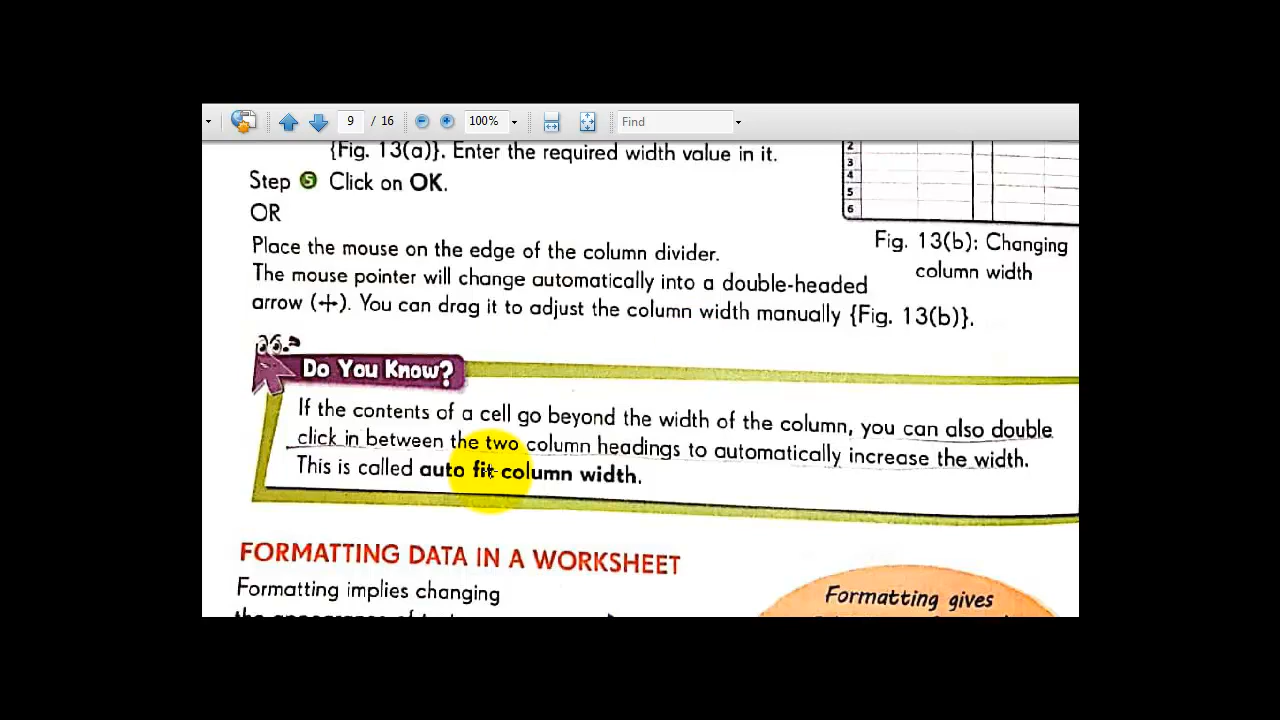 9 / 16 100% Find
{Fig. 13(a)}. Enter the required width value in it.
Step 5 Click on OK.
OR
Place the mouse on the edge of the column divider.
The mouse pointer will change automatically into a double-headed
arrow (+). You can drag it to adjust the column width manually {Fig. 13(b)}.
2
3
4
5
6
Fig. 13(b): Changing
column width
Do You Know?
If the contents of a cell go beyond the width of the column, you can also double
click in between the two column headings to automatically increase the width.
This is called auto fit column width.
FORMATTING DATA IN A WORKSHEET
Formatting implies changing
the appearance of
Formatting gives